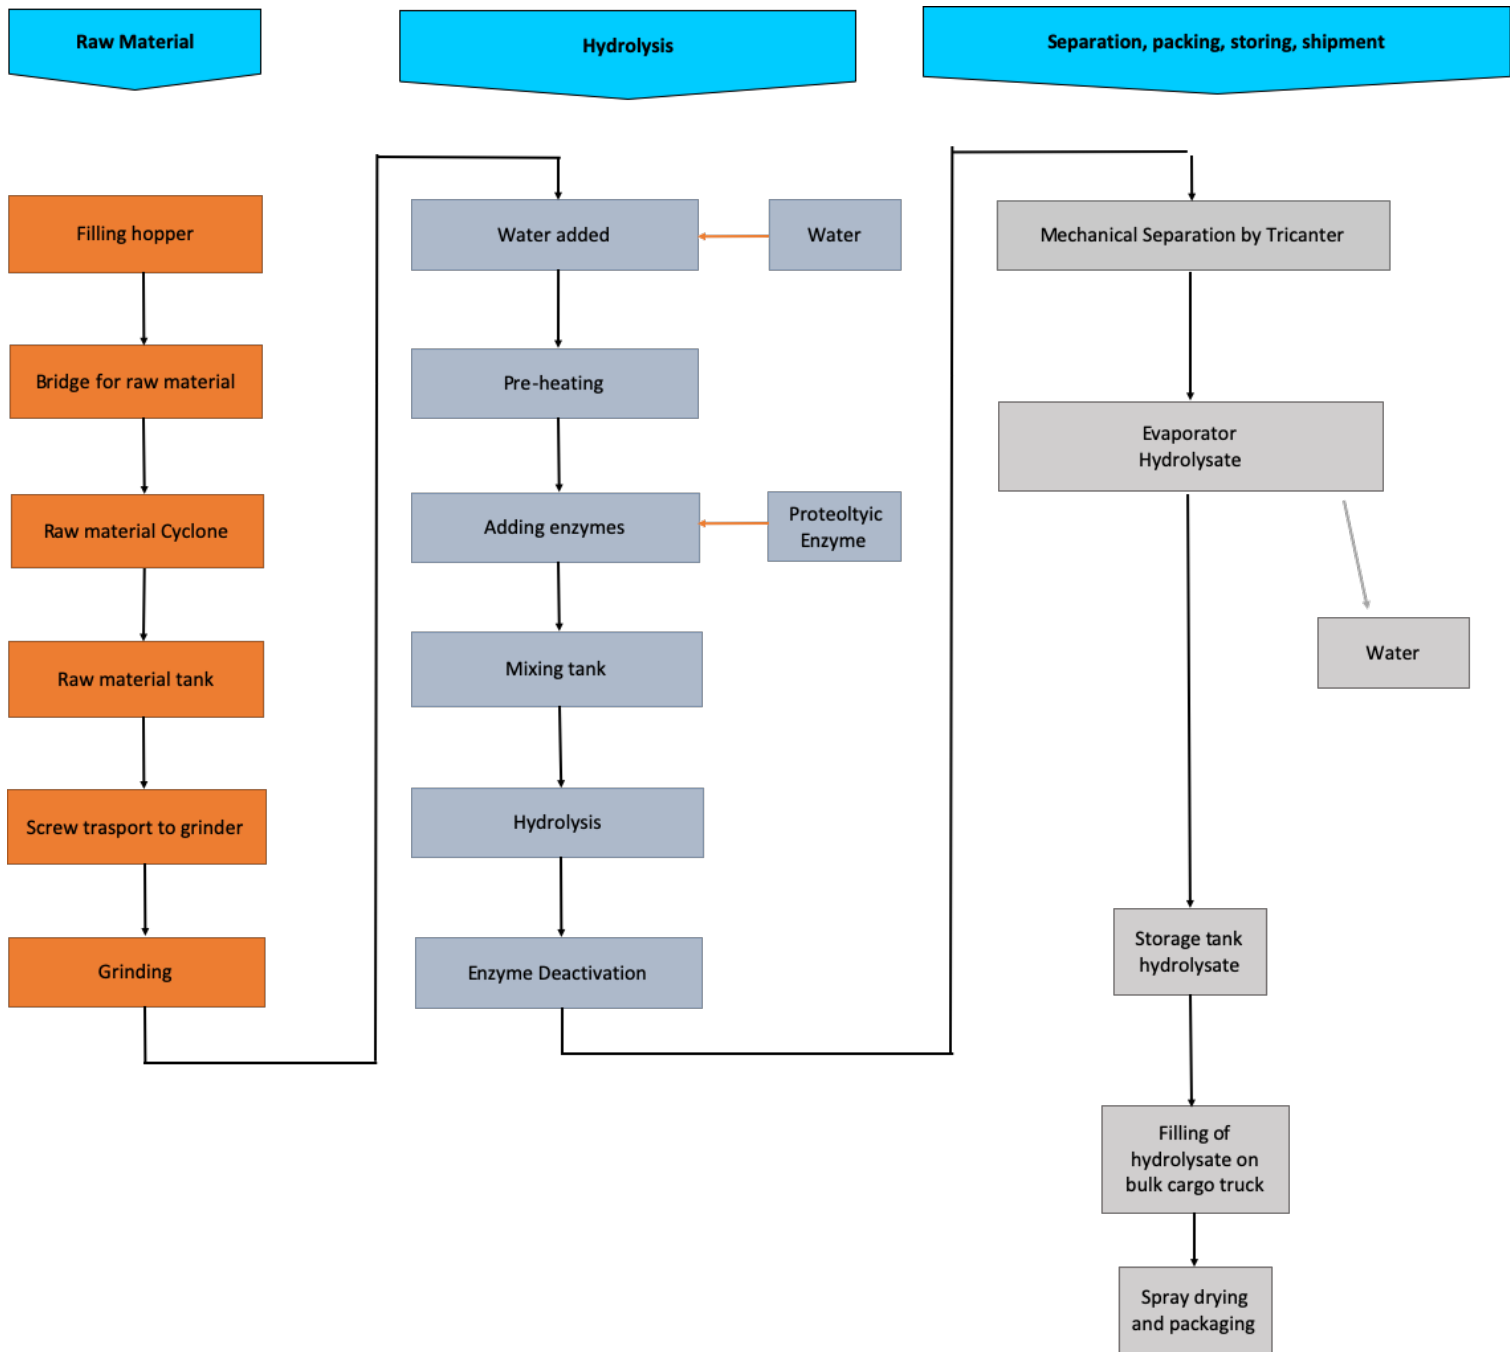 Raw Material
Hydrolysis
Separation, packing, storing, shipment
Filling hopper
Bridge for raw material
Raw material Cyclone
Raw material tank
Screw trasport to grinder
Grinding
Water added
Water
Pre-heating
Adding enzymes
Proteoltyic
Enzyme
Mixing tank
Hydrolysis
Enzyme Deactivation
Mechanical Separation by Tricanter
Evaporator
Hydrolysate
Water
Storage tank
hydrolysate
Filling of
hydrolysate on
bulk cargo truck
Spray drying
and packaging